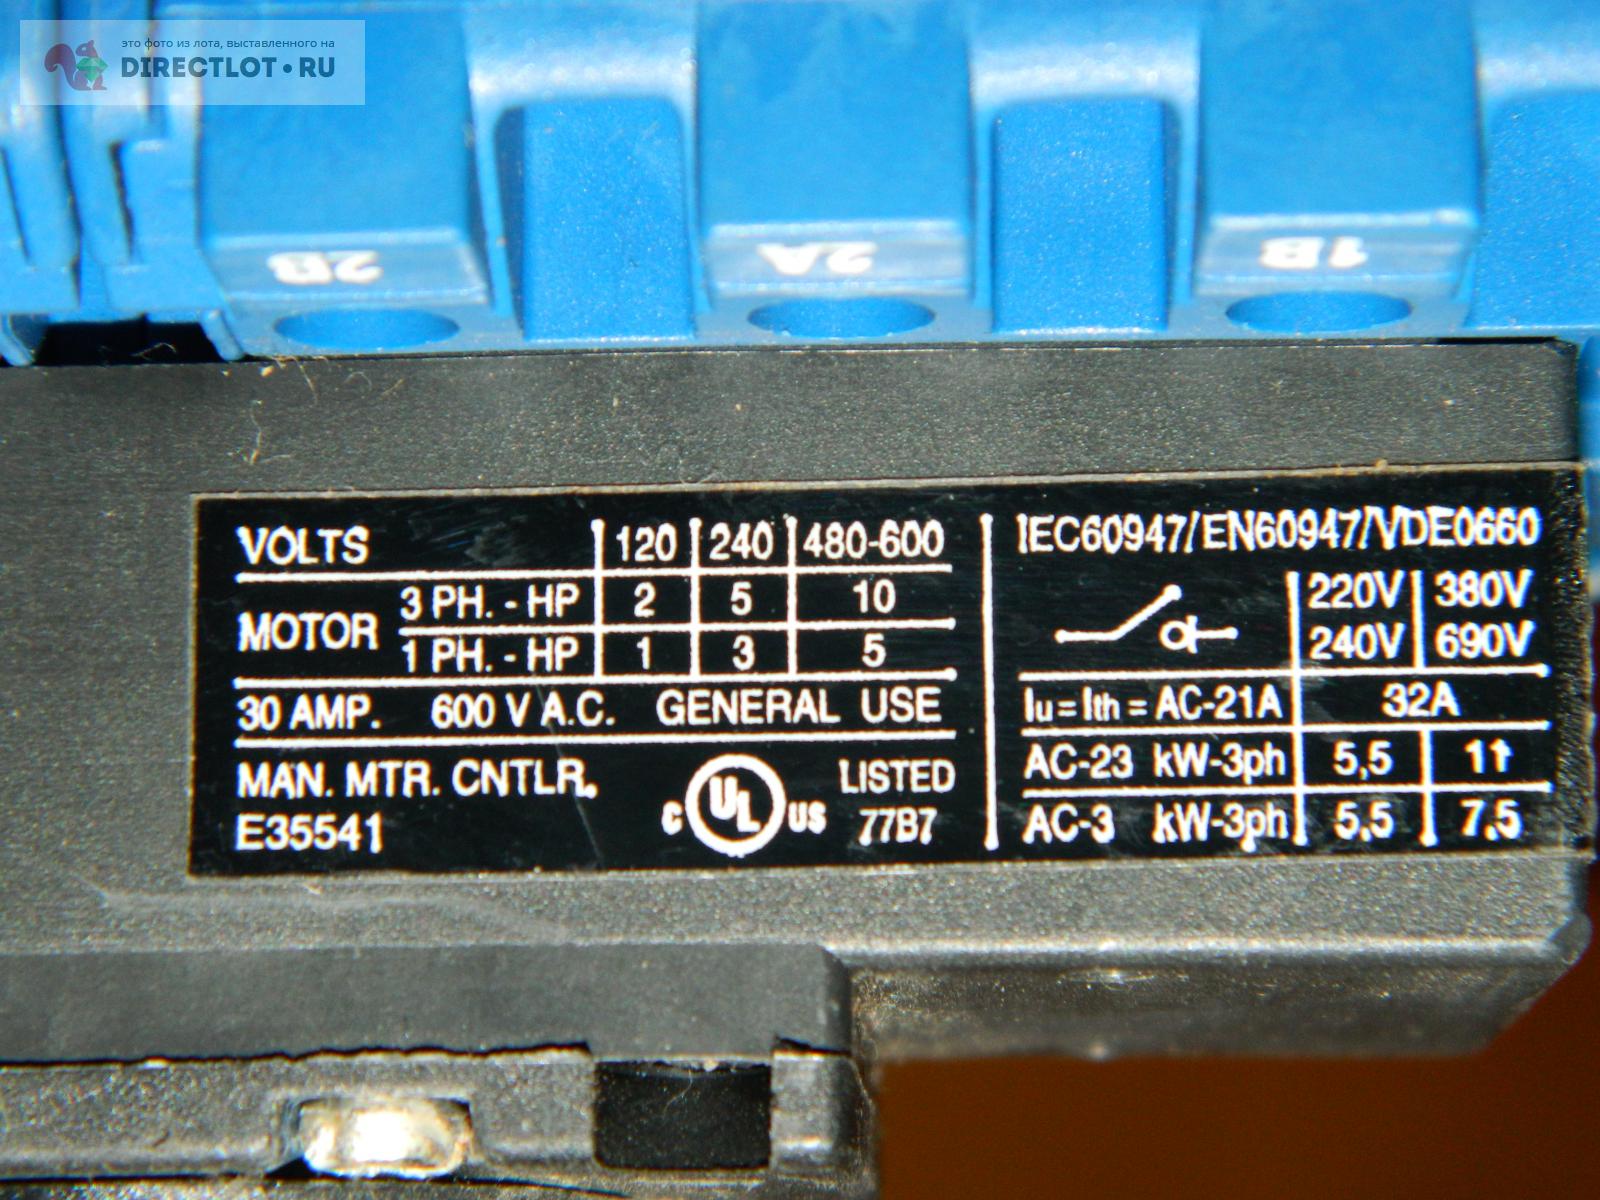 это фото из лота, выставленного на
DIRECTLOT•RU
2B 2A 1B
VOLTS 120 240 480-600
MOTOR 3 PH. - HP 2 5 10
1 PH. - HP 1 3 5
30 AMP. 600 V A.C. GENERAL USE
MAN. MTR. CNTLR.
E35541
C UL US
LISTED
77B7
IEC60947/EN60947/VDE0660
220V 380V
240V 690V
Iu=Ith= AC-21A 32A
AC-23 kW-3ph 5,5 11
AC-3 kW-3ph 5,5 7,5